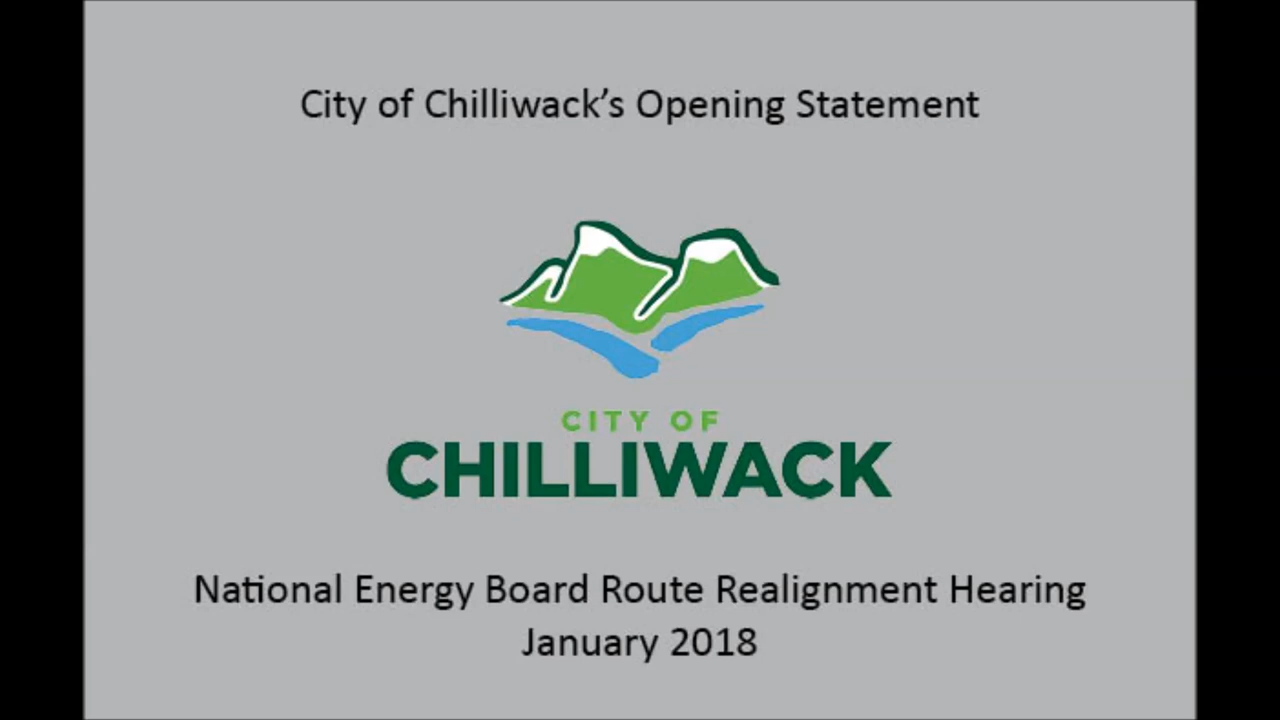 City of Chilliwack’s Opening Statement
CITY OF
CHILLIWACK
National Energy Board Route Realignment Hearing
January 2018